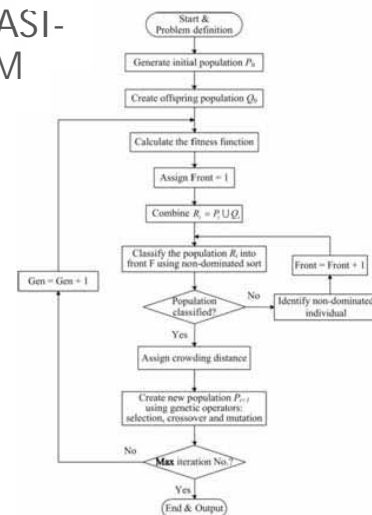 ASI-
M
Start &
Problem definition
Generate initial population P₀
Create offspring population Q₀
Calculate the fitness function
Assign Front = 1
Combine Rₜ = Pₜ ∪ Qₜ
Classify the population Rₜ into
front F using non-dominated sort
Front = Front + 1
Gen = Gen + 1
Population
classified?
No
Identify non-dominated
individual
Yes
Assign crowding distance
Create new population Pₜ₊₁
using genetic operators:
selection, crossover and mutation
No
Max iteration No.?
Yes
End & Output